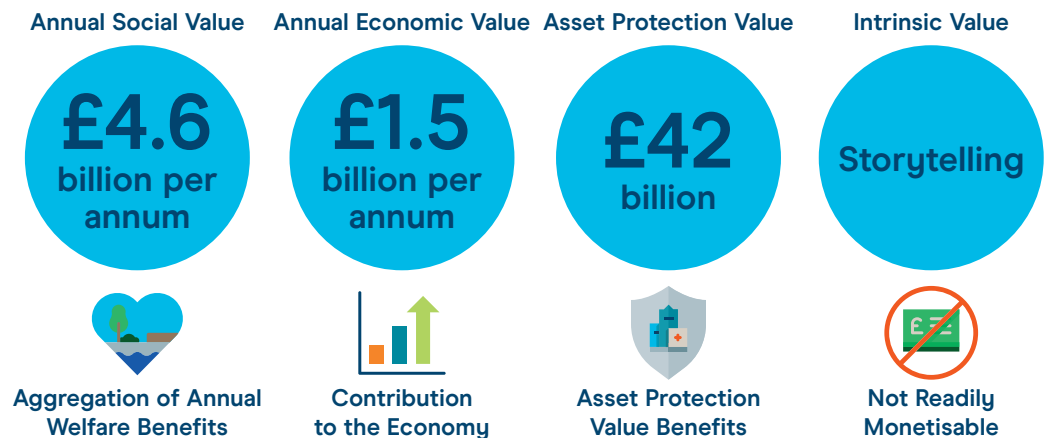 Annual Social Value
Annual Economic Value
Asset Protection Value
Intrinsic Value
£4.6
billion per
annum
£1.5
billion per
annum
£42
billion
Storytelling
£
Aggregation of Annual
Welfare Benefits
Contribution
to the Economy
Asset Protection
Value Benefits
Not Readily
Monetisable